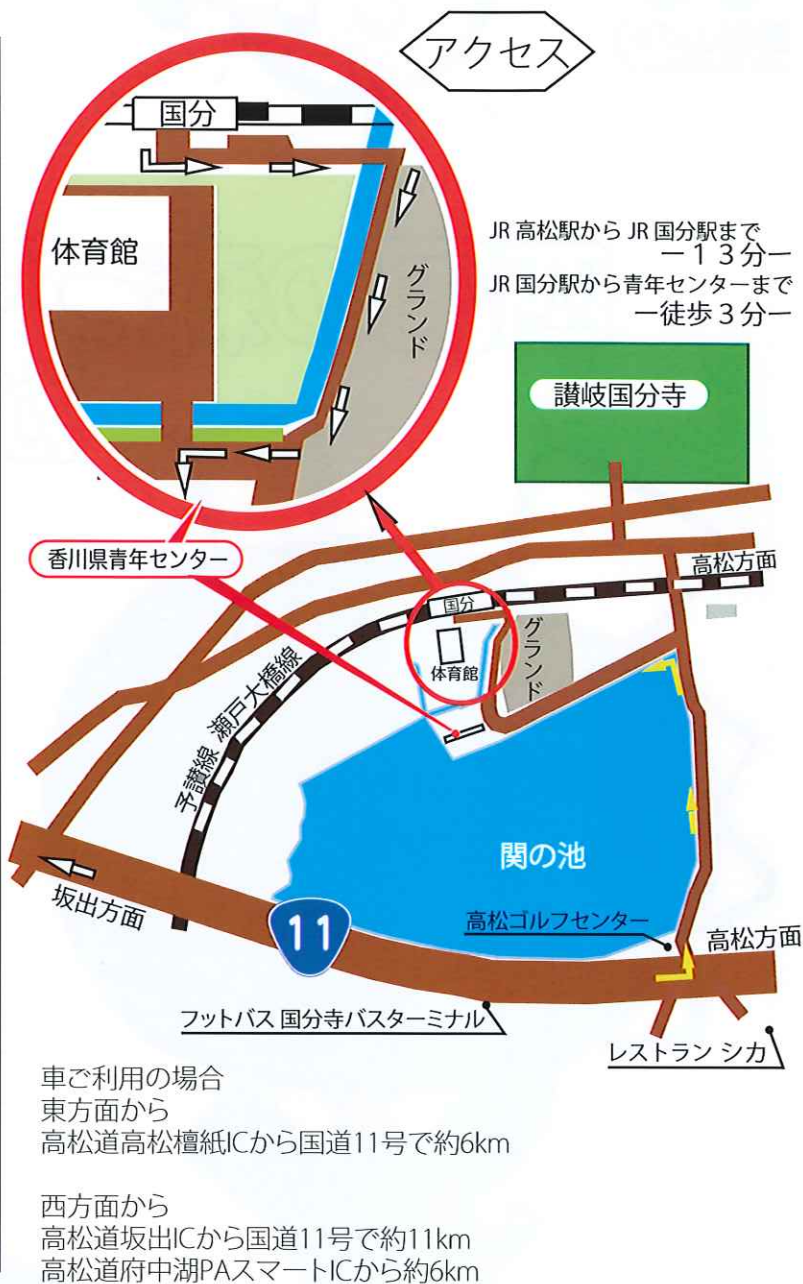 アクセス
国分
体育館
グランド
JR 高松駅から JR 国分駅まで
ー１３分ー
JR 国分駅から青年センターまで
ー徒歩３分ー
讃岐国分寺
香川県青年センター
高松方面
国分
体育館
グランド
予讃線 瀬戸大橋線
関の池
坂出方面
11
高松ゴルフセンター
高松方面
フットバス 国分寺バスターミナル
レストラン シカ
車ご利用の場合
東方面から
高松道高松檀紙ICから国道11号で約6km
西方面から
高松道坂出ICから国道11号で約11km
高松道府中湖PAスマートICから約6km